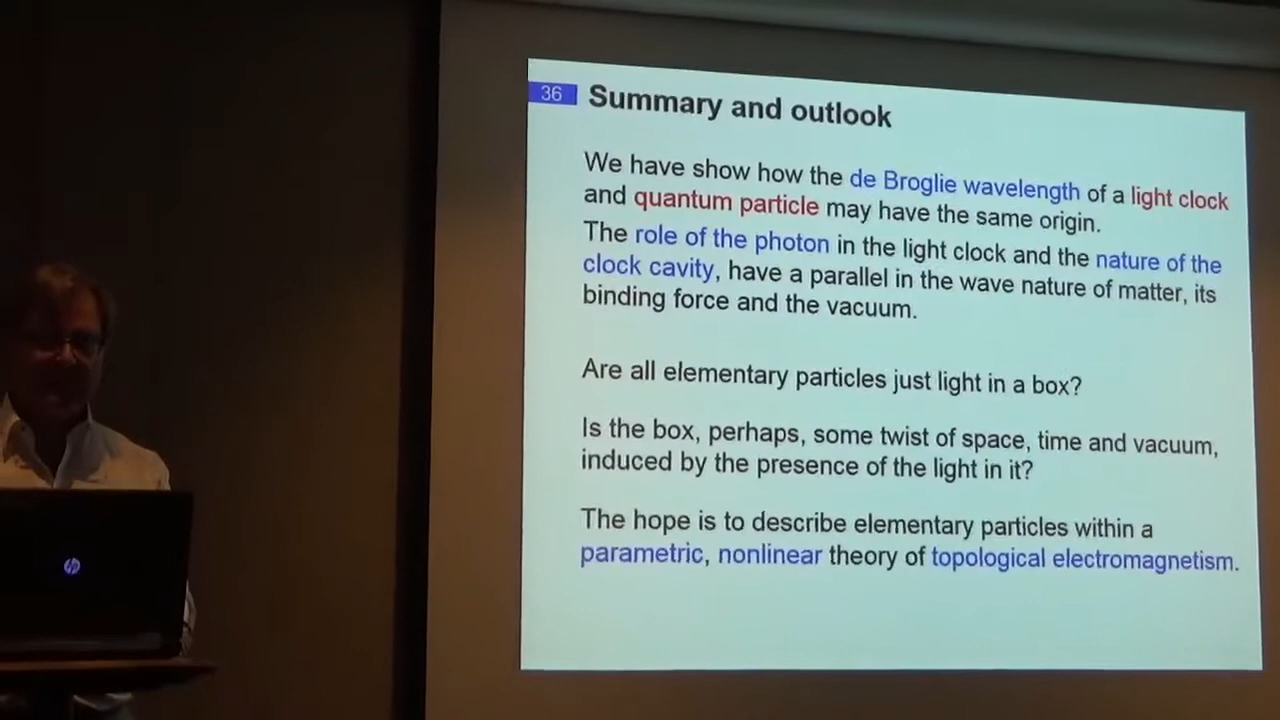 36
Summary and outlook
We have show how the de Broglie wavelength of a light clock
and quantum particle may have the same origin.
The role of the photon in the light clock and the nature of the
clock cavity, have a parallel in the wave nature of matter, its
binding force and the vacuum.
Are all elementary particles just light in a box?
Is the box, perhaps, some twist of space, time and vacuum,
induced by the presence of the light in it?
The hope is to describe elementary particles within a
parametric, nonlinear theory of topological electromagnetism.
hp